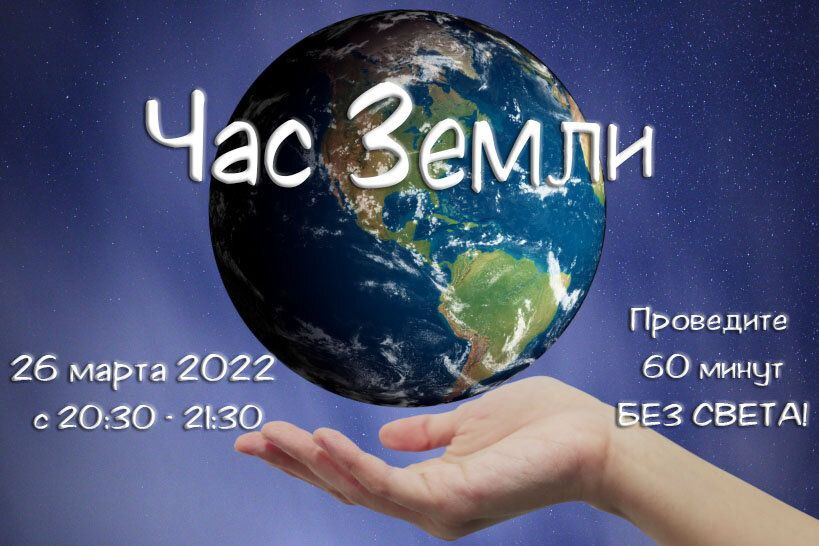 Час Земли
26 марта 2022
с 20:30 - 21:30
Проведите
60 минут
БЕЗ СВЕТА!